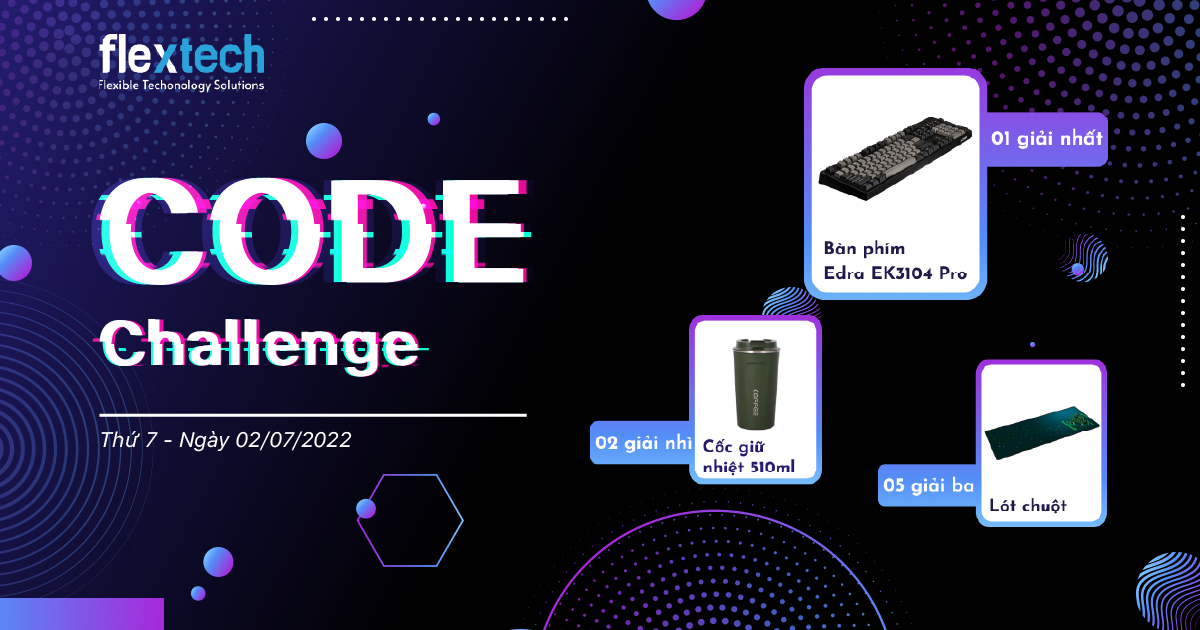 flextech
Flexible Techonology Solutions
CODE
Challenge
Thứ 7 - Ngày 02/07/2022
01 giải nhất
Bàn phím
Edra EK3104 Pro
02 giải nhì
COFFEE
Cốc giữ
nhiệt 510ml
05 giải ba
Lót chuột